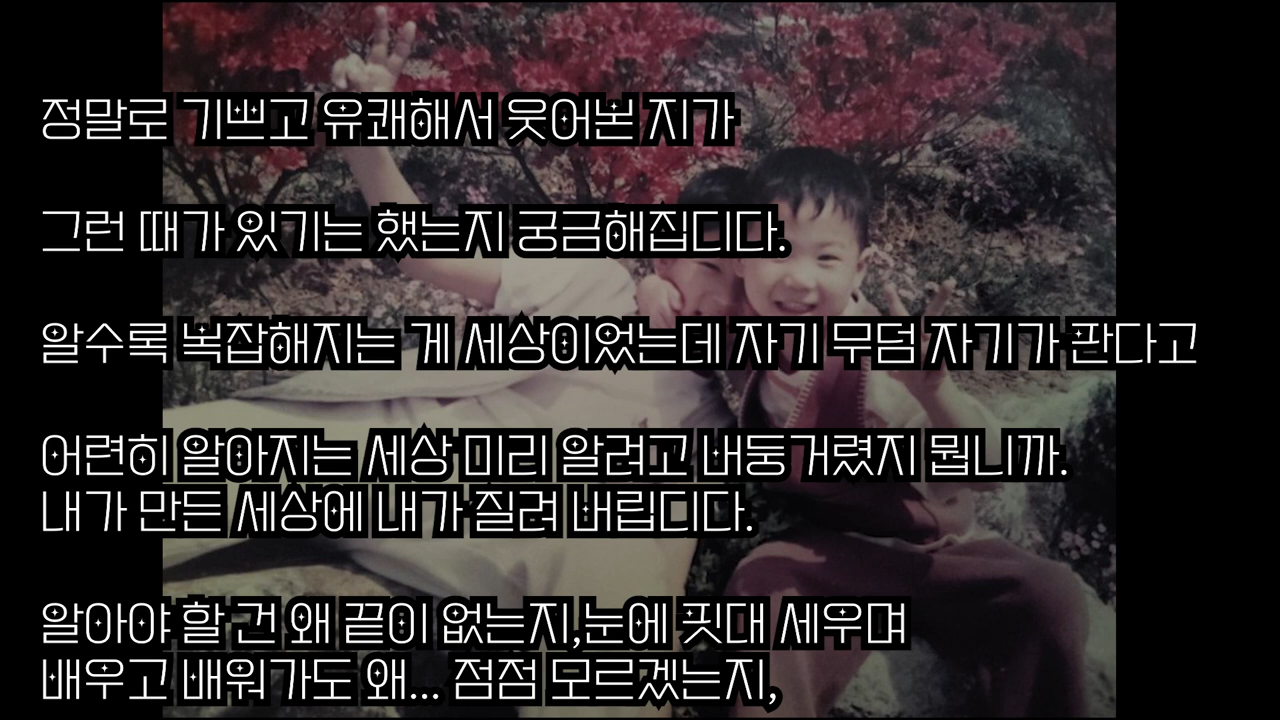 정말로 기쁘고 유쾌해서 웃어본 지가
그런 때가 있기는 했는지 궁금해집디다.
알수록 복잡해지는 게 세상이었는데 자기 무덤 자기가 판다고
어련히 알아지는 세상 미리 알려고 버둥거렸지 뭡니까.
내가 만든 세상에 내가 질려 버립디다.
알아야 할 건 왜 끝이 없는지,눈에 핏대 세우며
배우고 배워가도 왜... 점점 모르겠는지,